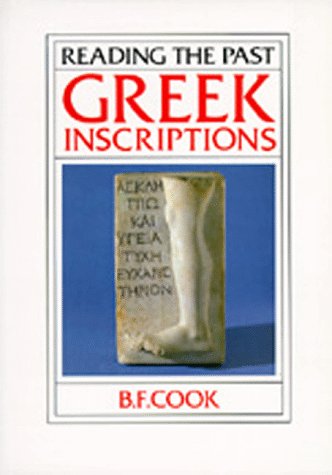 READING THE PAST
GREEK
INSCRIPTIONS
ΑΣΚΛΗ
ΠΙΩ
ΚΑΙ
ΥΓΕΙΑ
ΤΥΧΗ
ΕΥΧΑΡΙΣ
ΤΗΡΙΟΝ
B.F.COOK